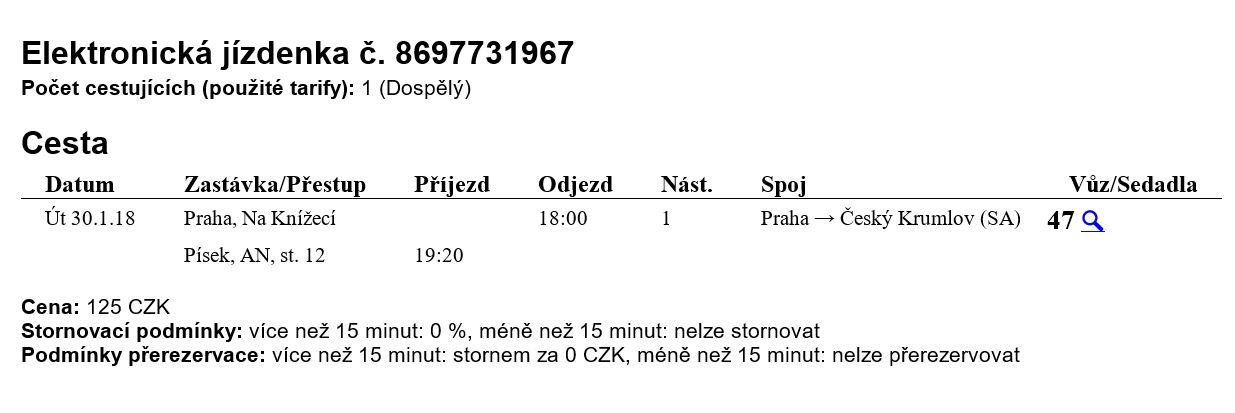 Elektronická jízdenka č. 8697731967
Počet cestujících (použité tarify): 1 (Dospělý)
Cesta
Datum Zastávka/Přestup Příjezd Odjezd Nást. Spoj Vůz/Sedadla
Út 30.1.18 Praha, Na Knížecí 18:00 1 Praha → Český Krumlov (SA) 47
Písek, AN, st. 12 19:20
Cena: 125 CZK
Stornovací podmínky: více než 15 minut: 0 %, méně než 15 minut: nelze stornovat
Podmínky přerezervace: více než 15 minut: stornem za 0 CZK, méně než 15 minut: nelze přerezervovat